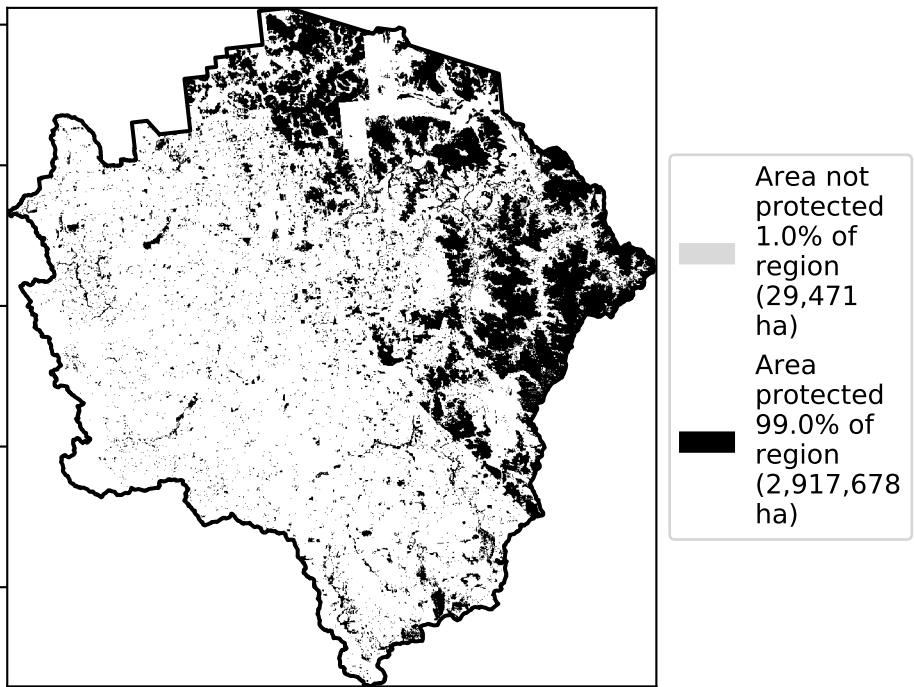 Area not
protected
1.0% of
region
(29,471
ha)
Area
protected
99.0% of
region
(2,917,678
ha)